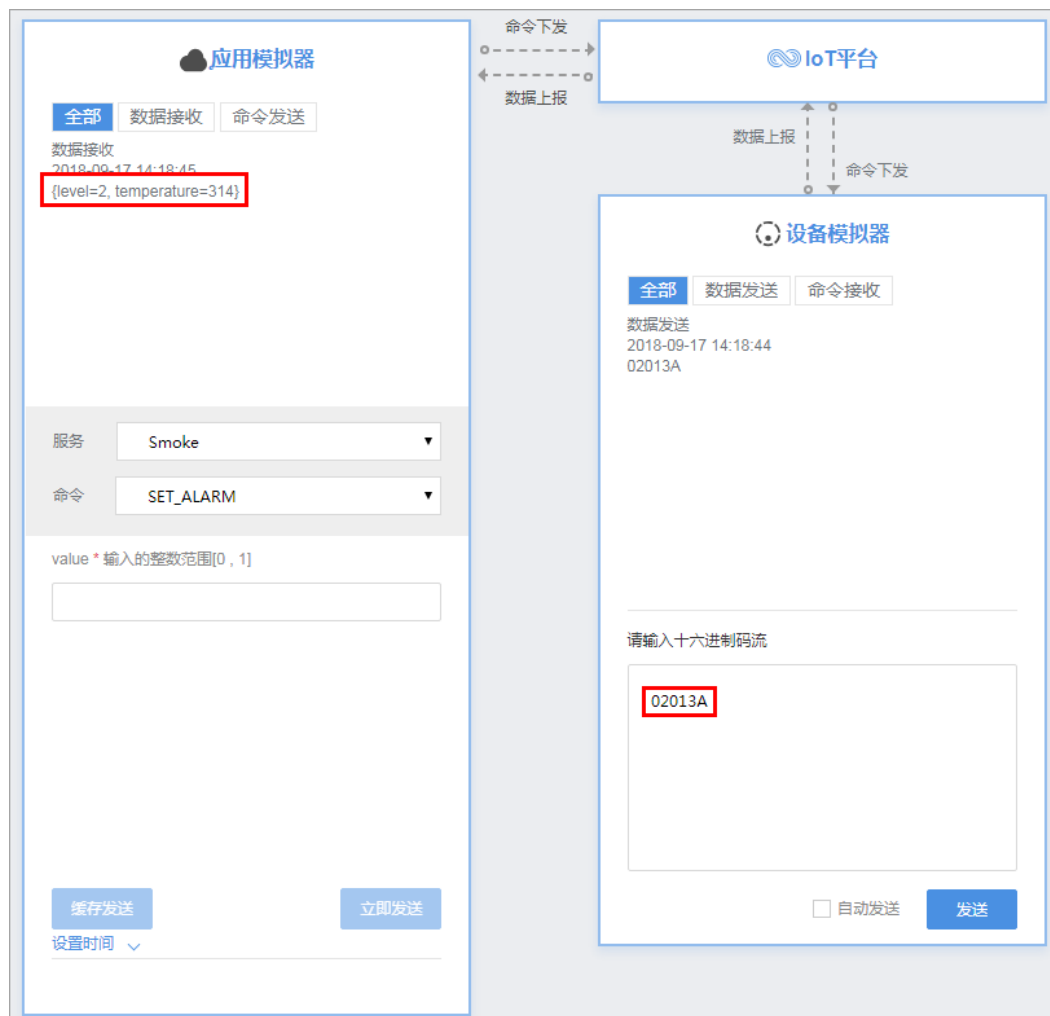 应用模拟器
全部 数据接收 命令发送
数据接收
2018-09-17 14:18:45
{level=2, temperature=314}
服务 Smoke
命令 SET_ALARM
value * 输入的整数范围[0 , 1]
缓存发送 立即发送
设置时间
命令下发
数据上报
IoT平台
数据上报
命令下发
设备模拟器
全部 数据发送 命令接收
数据发送
2018-09-17 14:18:44
02013A
请输入十六进制码流
02013A
自动发送 发送